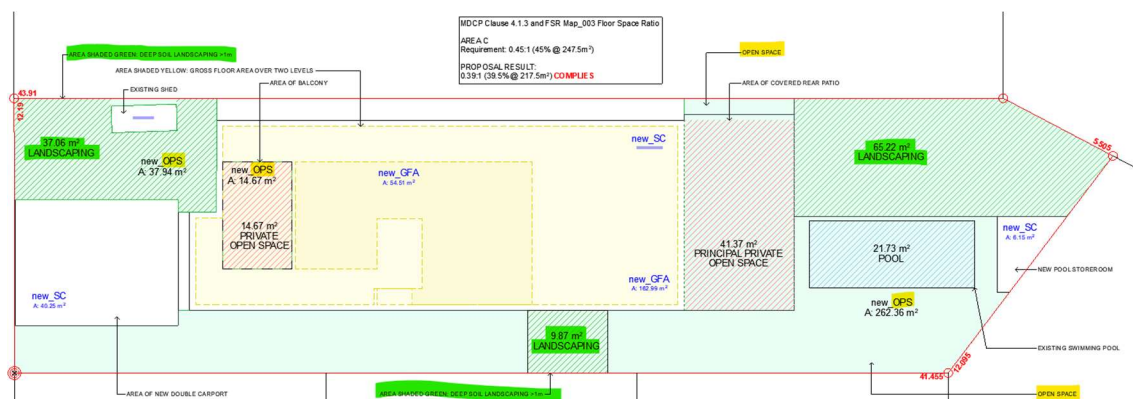 MDCP Clause 4.1.3 and FSR Map_003 Floor Space Ratio
AREA C
Requirement: 0.45:1 (45% @ 247.5m²)
PROPOSAL RESULT:
0.39:1 (39.5% @ 217.5m²) COMPLIES
AREA SHADED GREEN: DEEP SOIL LANDSCAPING >1m
OPEN SPACE
AREA SHADED YELLOW: GROSS FLOOR AREA OVER TWO LEVELS
EXISTING SHED
AREA OF BALCONY
AREA OF COVERED REAR PATIO
43.91
12.19
5.505
37.06 m²
LANDSCAPING
new_OPS
A: 37.94 m²
new_OPS
A: 14.67 m²
14.67 m²
PRIVATE
OPEN SPACE
new_GFA
A: 54.51 m²
new_SC
65.22 m²
LANDSCAPING
41.37 m²
PRINCIPAL PRIVATE
OPEN SPACE
21.73 m²
POOL
new_SC
A: 6.15 m²
NEW POOL STOREROOM
new_SC
A: 40.25 m²
new_GFA
A: 162.99 m²
new_OPS
A: 262.36 m²
9.87 m²
LANDSCAPING
EXISTING SWIMMING POOL
12.095
41.455
AREA OF NEW DOUBLE CARPORT
AREA SHADED GREEN: DEEP SOIL LANDSCAPING >1m
OPEN SPACE